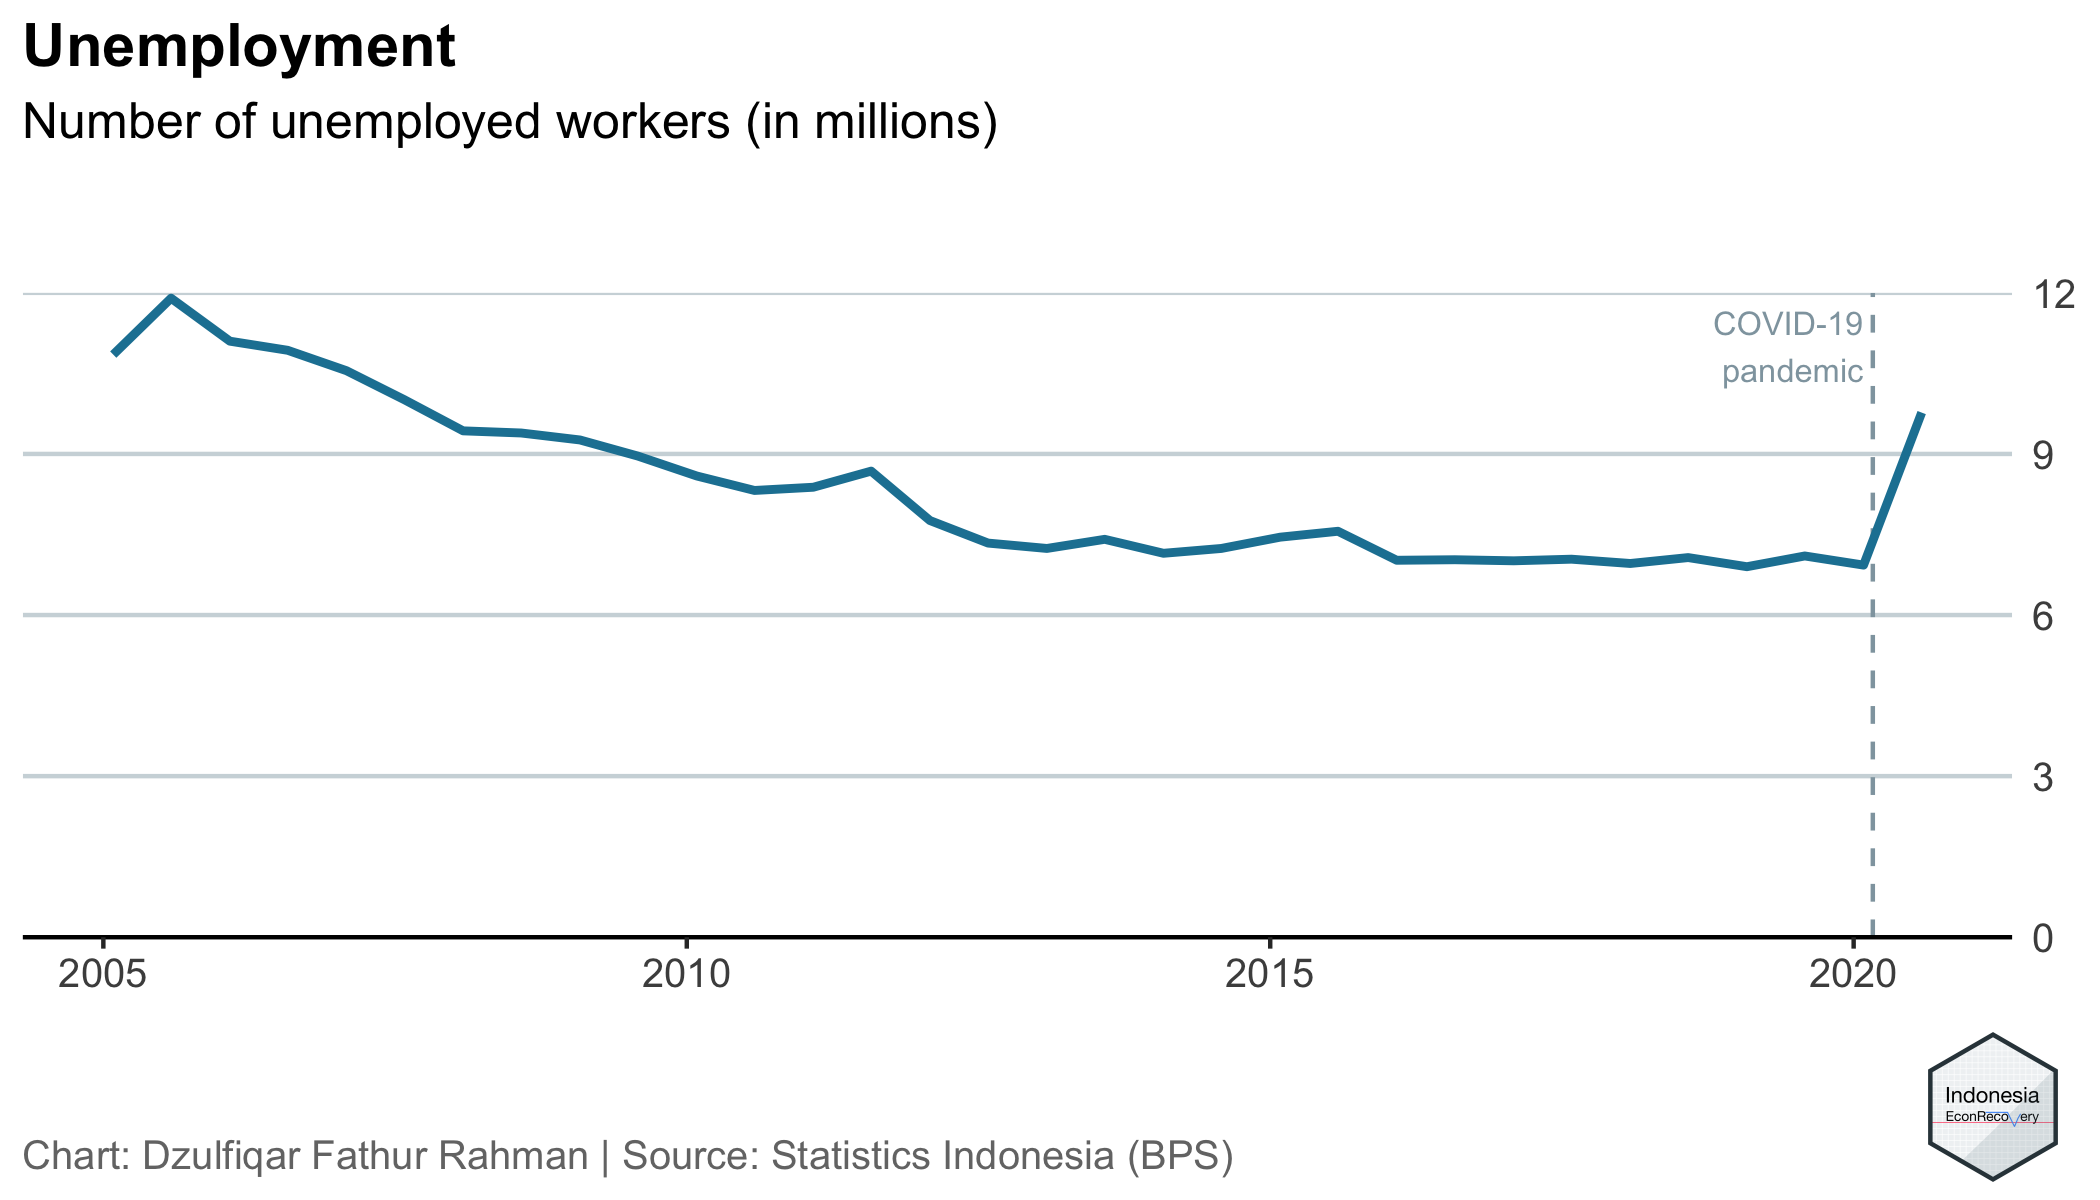 Unemployment
Number of unemployed workers (in millions)
12
COVID-19
pandemic
9
6
3
0
2005 2010 2015 2020
Indonesia
EconRecovery
Chart: Dzulfiqar Fathur Rahman | Source: Statistics Indonesia (BPS)